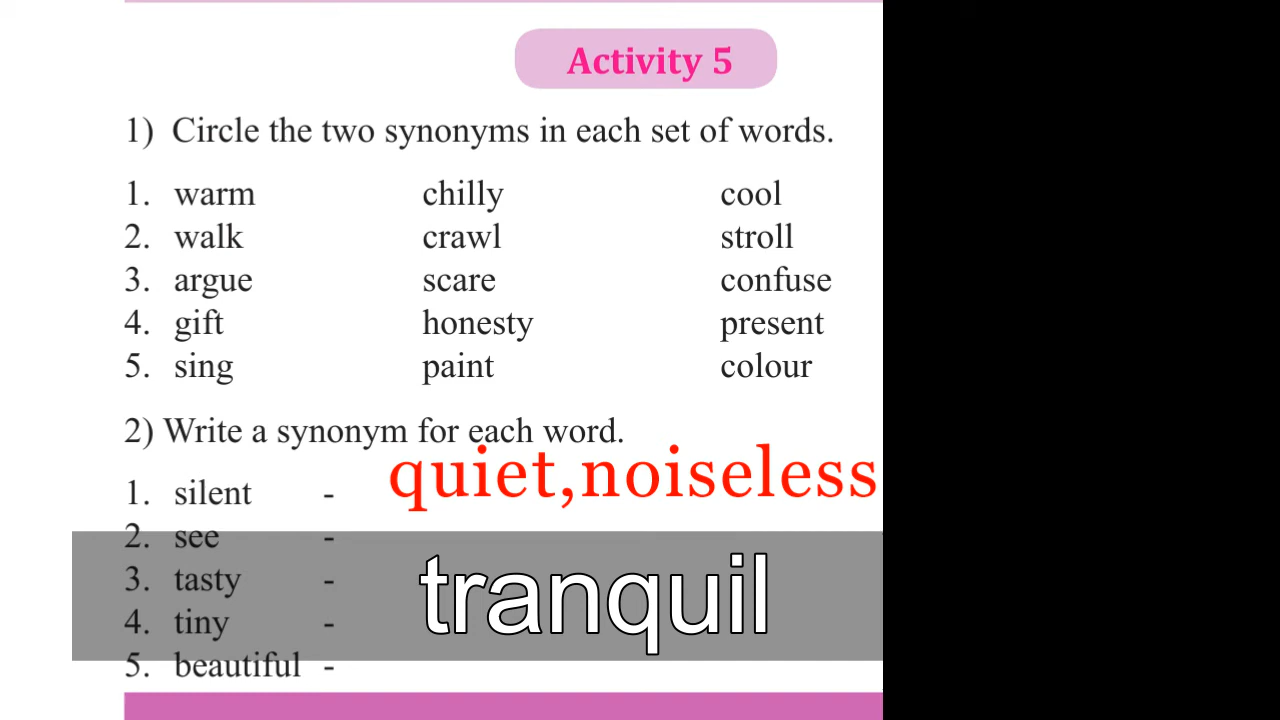 Activity 5
1) Circle the two synonyms in each set of words.
1. warm chilly cool
2. walk crawl stroll
3. argue scare confuse
4. gift honesty present
5. sing paint colour
2) Write a synonym for each word.
1. silent - quiet,noiseless
2. see -
3. tasty -
tranquil
4. tiny -
5. beautiful -